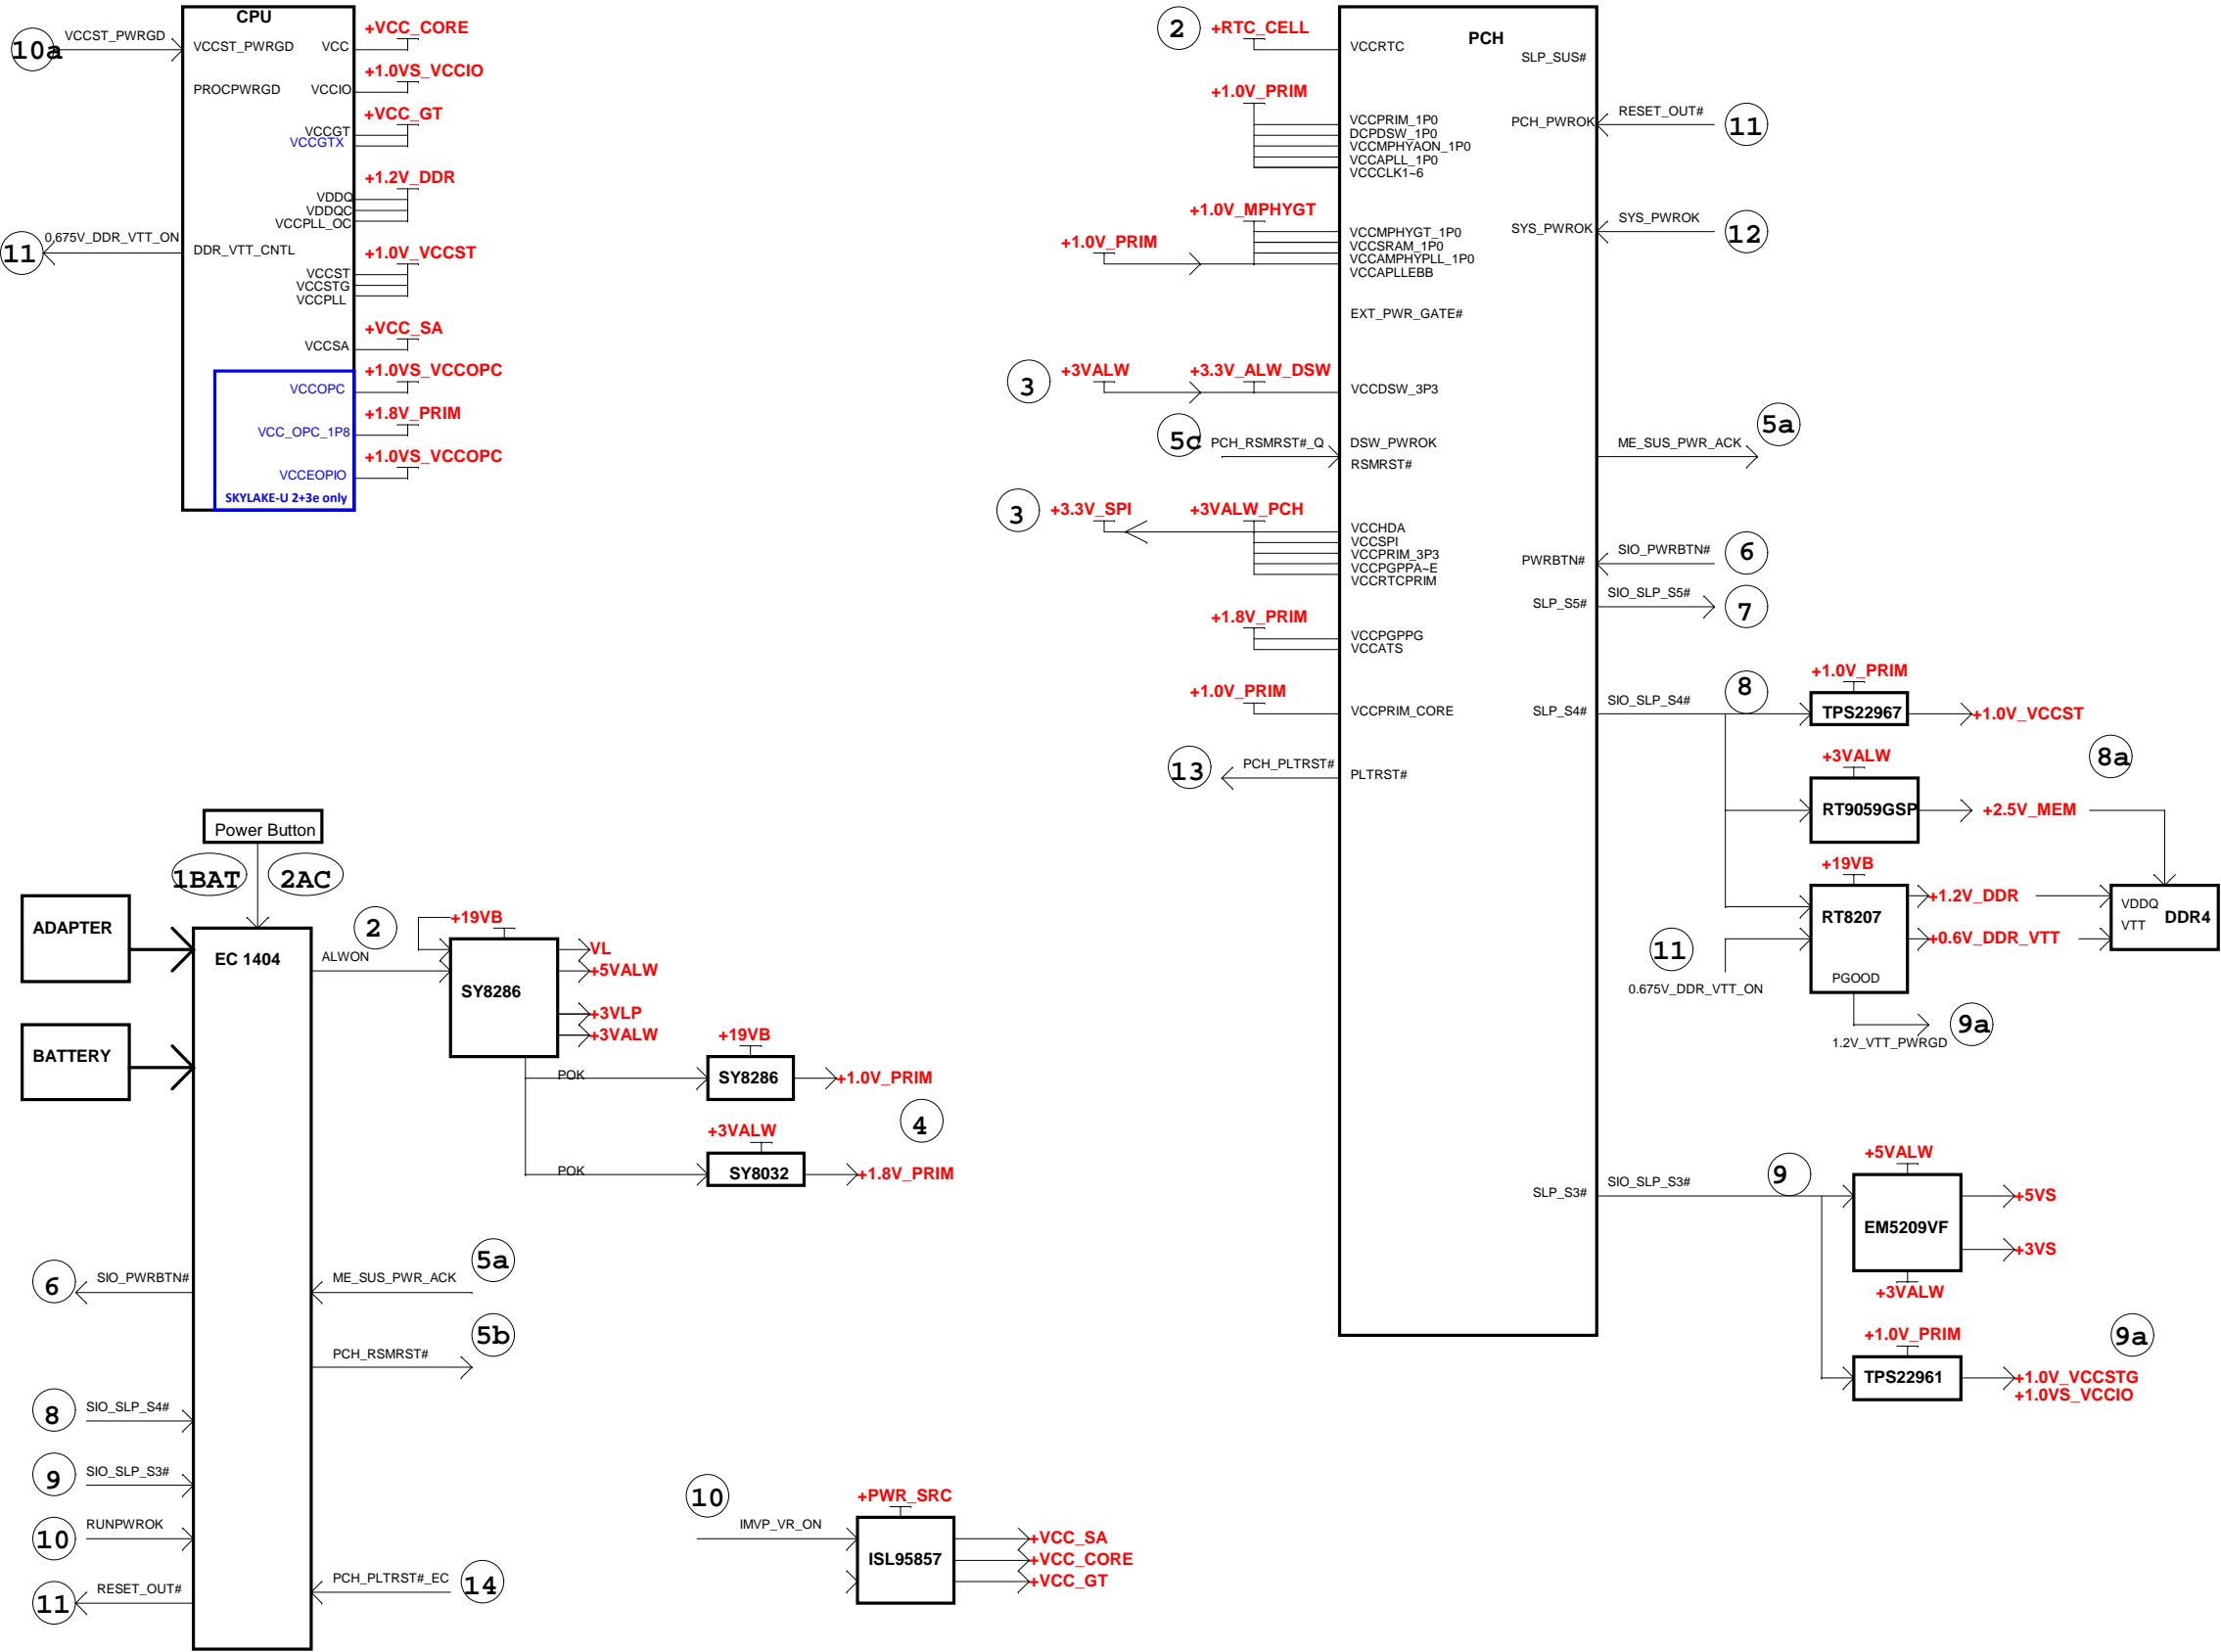 CPU
10a
VCCST_PWRGD
VCCST_PWRGD
VCC
+VCC_CORE
PROCPWRGD
VCCIO
+1.0VS_VCCIO
VCCGT
VCCGTX
+VCC_GT
+1.2V_DDR
VDDQ
VDDQC
VCCPLL_OC
11
0.675V_DDR_VTT_ON
DDR_VTT_CNTL
+1.0V_VCCST
VCCST
VCCSTG
VCCPLL
+VCC_SA
VCCSA
+1.0VS_VCCOPC
VCCOPC
+1.8V_PRIM
VCC_OPC_1P8
+1.0VS_VCCOPC
VCCEOPIO
SKYLAKE-U 2+3e only
PCH
2
+RTC_CELL
VCCRTC
SLP_SUS#
+1.0V_PRIM
VCCPRIM_1P0
DCPDSW_1P0
VCCMPHYAON_1P0
VCCAPLL_1P0
VCCCLK1~6
PCH_PWROK
RESET_OUT#
11
+1.0V_MPHYGT
+1.0V_PRIM
VCCMPHYGT_1P0
VCCSRAM_1P0
VCCAMPHYPLL_1P0
VCCAPLLEBB
SYS_PWROK
SYS_PWROK
12
EXT_PWR_GATE#
3
+3VALW
+3.3V_ALW_DSW
VCCDSW_3P3
5c
PCH_RSMRST#_Q
DSW_PWROK
RSMRST#
ME_SUS_PWR_ACK
5a
3
+3.3V_SPI
+3VALW_PCH
VCCHDA
VCCSPI
VCCPRIM_3P3
VCCPGPPA~E
VCCRTCPRIM
PWRBTN#
SIO_PWRBTN#
6
SLP_S5#
SIO_SLP_S5#
7
+1.8V_PRIM
VCCPGPPG
VCCATS
+1.0V_PRIM
VCCPRIM_CORE
SLP_S4#
SIO_SLP_S4#
8
+1.0V_PRIM
TPS22967
+1.0V_VCCST
13
PCH_PLTRST#
PLTRST#
+3VALW
8a
RT9059GSP
+2.5V_MEM
+19VB
RT8207
+1.2V_DDR
+0.6V_DDR_VTT
VDDQ
VTT
DDR4
11
0.675V_DDR_VTT_ON
PGOOD
9a
1.2V_VTT_PWRGD
SLP_S3#
SIO_SLP_S3#
9
+5VALW
EM5209VF
+5VS
+3VS
+3VALW
+1.0V_PRIM
9a
TPS22961
+1.0V_VCCSTG
+1.0VS_VCCIO
Power Button
1BAT
2AC
ADAPTER
BATTERY
EC 1404
2
ALWON
+19VB
SY8286
VL
+5VALW
+3VLP
+3VALW
POK
+19VB
SY8286
+1.0V_PRIM
4
POK
+3VALW
SY8032
+1.8V_PRIM
6
SIO_PWRBTN#
ME_SUS_PWR_ACK
5a
PCH_RSMRST#
5b
8
SIO_SLP_S4#
9
SIO_SLP_S3#
10
RUNPWROK
11
RESET_OUT#
PCH_PLTRST#_EC
14
10
IMVP_VR_ON
+PWR_SRC
ISL95857
+VCC_SA
+VCC_CORE
+VCC_GT